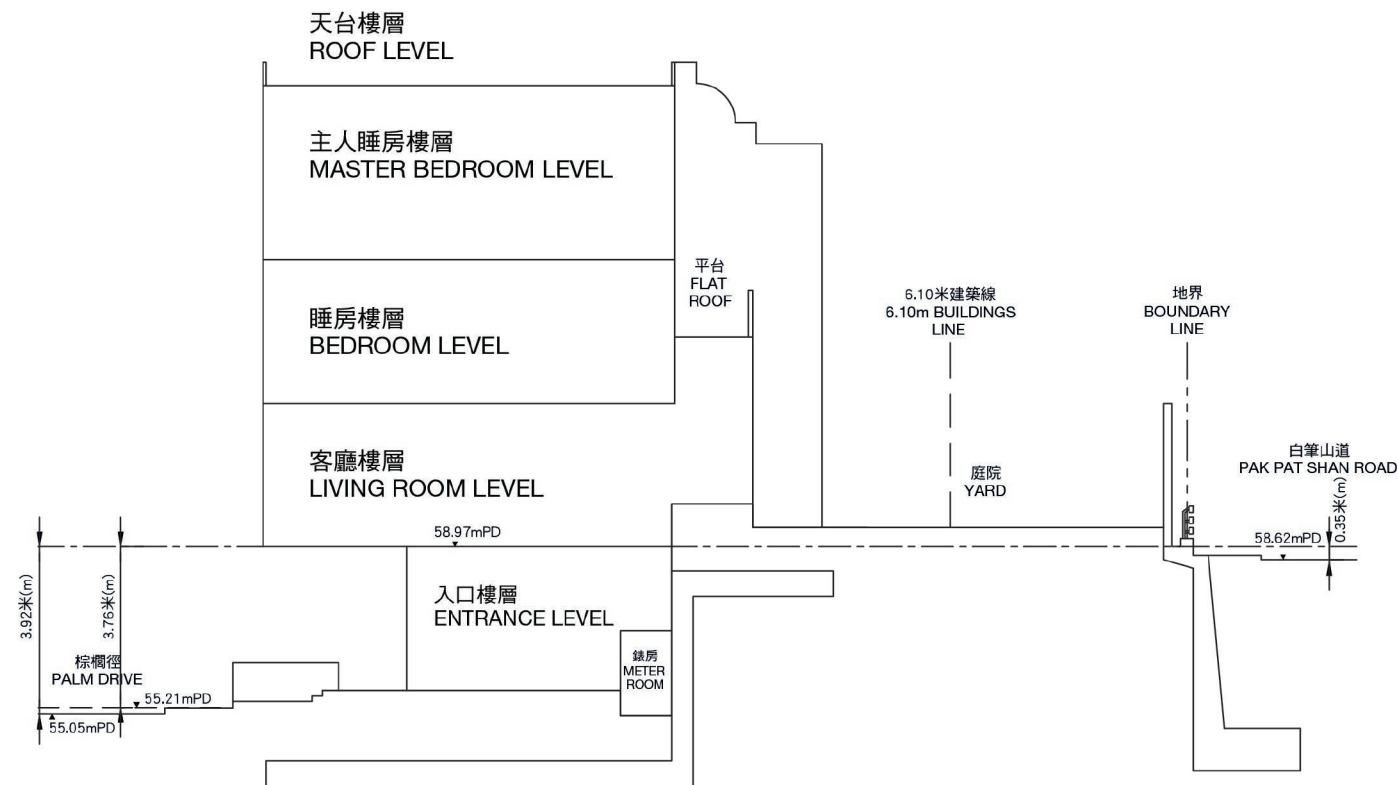 天台樓層
ROOF LEVEL
主人睡房樓層
MASTER BEDROOM LEVEL
平台
FLAT
ROOF
睡房樓層
BEDROOM LEVEL
6.10米建築線
6.10m BUILDINGS
LINE
地界
BOUNDARY
LINE
客廳樓層
LIVING ROOM LEVEL
庭院
YARD
白筆山道
PAK PAT SHAN ROAD
58.97mPD
58.62mPD
0.35米(m)
3.92米(m)
3.76米(m)
入口樓層
ENTRANCE LEVEL
錶房
METER
ROOM
棕櫚徑
PALM DRIVE
55.21mPD
55.05mPD